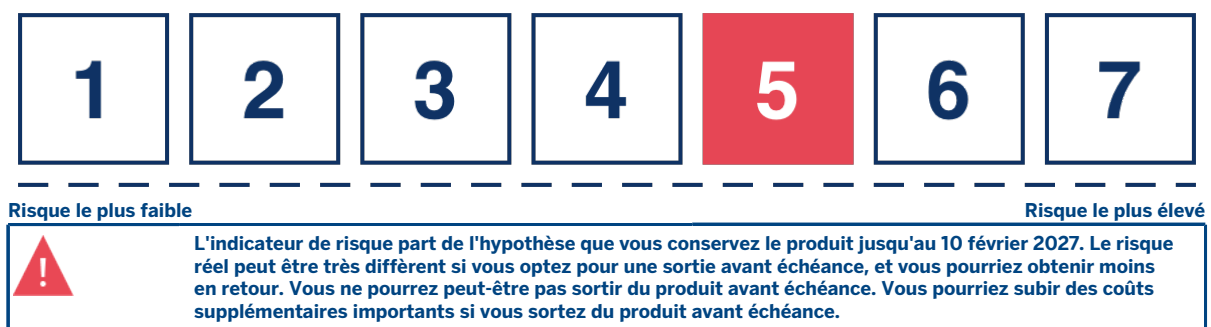 1 2 3 4 5 6 7
Risque le plus faible Risque le plus élevé
L'indicateur de risque part de l'hypothèse que vous conservez le produit jusqu'au 10 février 2027. Le risque
réel peut être très diffèrent si vous optez pour une sortie avant échéance, et vous pourriez obtenir moins
en retour. Vous ne pourrez peut-être pas sortir du produit avant échéance. Vous pourriez subir des coûts
supplémentaires importants si vous sortez du produit avant échéance.
!